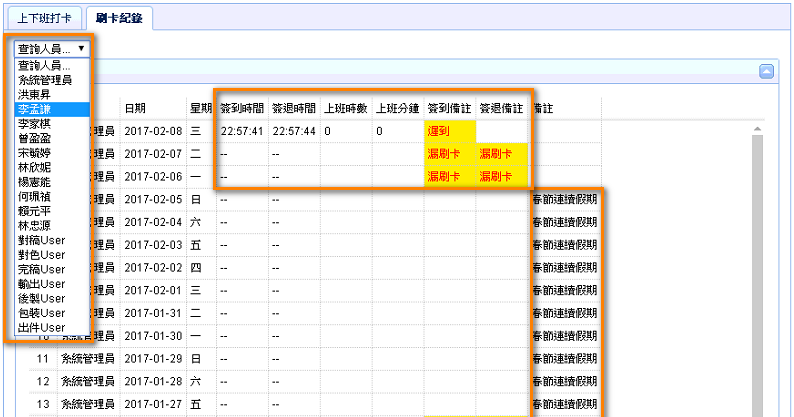 上下班打卡 刷卡紀錄
查詢人員... ▼
查詢人員...
系統管理員
洪東昇
李孟謙
李家棋
曾盈盈
宋毓婷
林欣妮
楊憲能
何珮禎
賴元平
林忠源
對稿User
對色User
完稿User
輸出User
後製User
包裝User
出件User
日期 星期 簽到時間 簽退時間 上班時數 上班分鐘 簽到備註 簽退備註 備註
管理員 2017-02-08 三 22:57:41 22:57:44 0 0 遲到
管理員 2017-02-07 二 -- -- 漏刷卡 漏刷卡
管理員 2017-02-06 一 -- -- 漏刷卡 漏刷卡
管理員 2017-02-05 日 -- -- 春節連續假期
管理員 2017-02-04 六 -- -- 春節連續假期
管理員 2017-02-03 五 -- -- 春節連續假期
管理員 2017-02-02 四 -- -- 春節連續假期
管理員 2017-02-01 三 -- -- 春節連續假期
管理員 2017-01-31 二 -- -- 春節連續假期
10 系統管理員 2017-01-30 一 -- -- 春節連續假期
11 系統管理員 2017-01-29 日 -- -- 春節連續假期
12 系統管理員 2017-01-28 六 -- -- 春節連續假期
13 系統管理員 2017-01-27 五 -- -- 春節連續假期